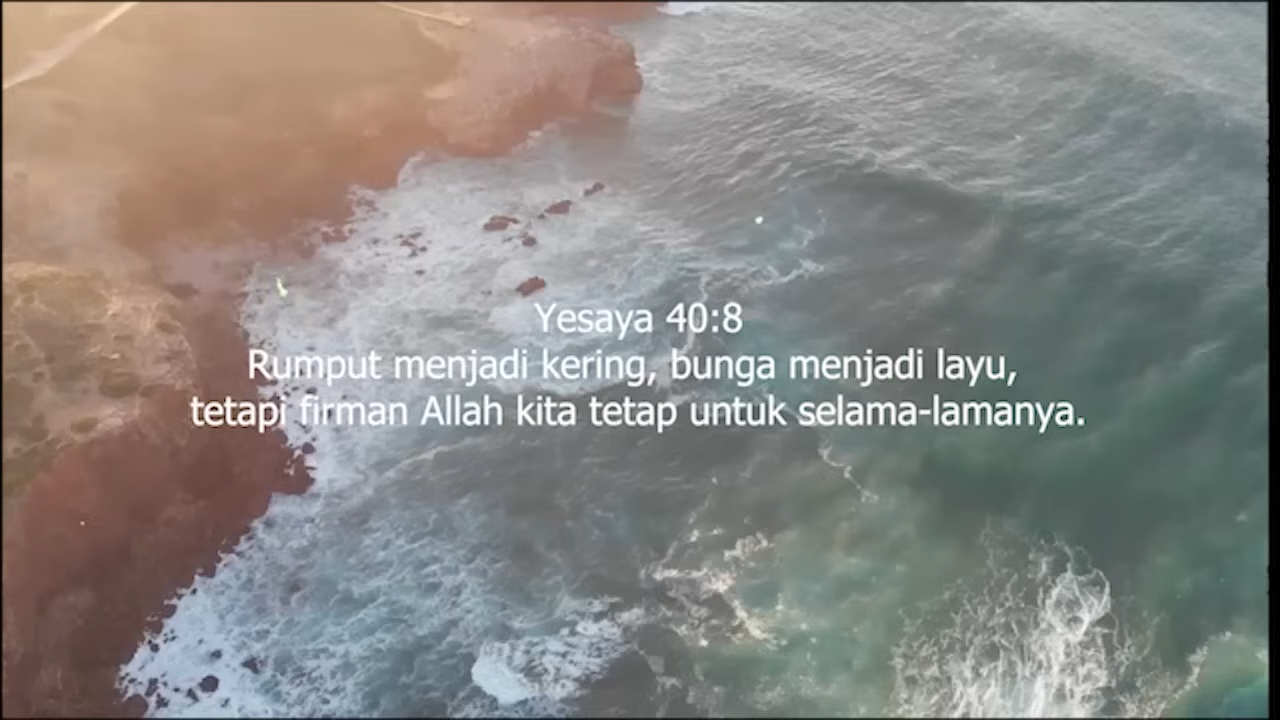 Yesaya 40:8
Rumput menjadi kering, bunga menjadi layu,
tetapi firman Allah kita tetap untuk selama-lamanya.